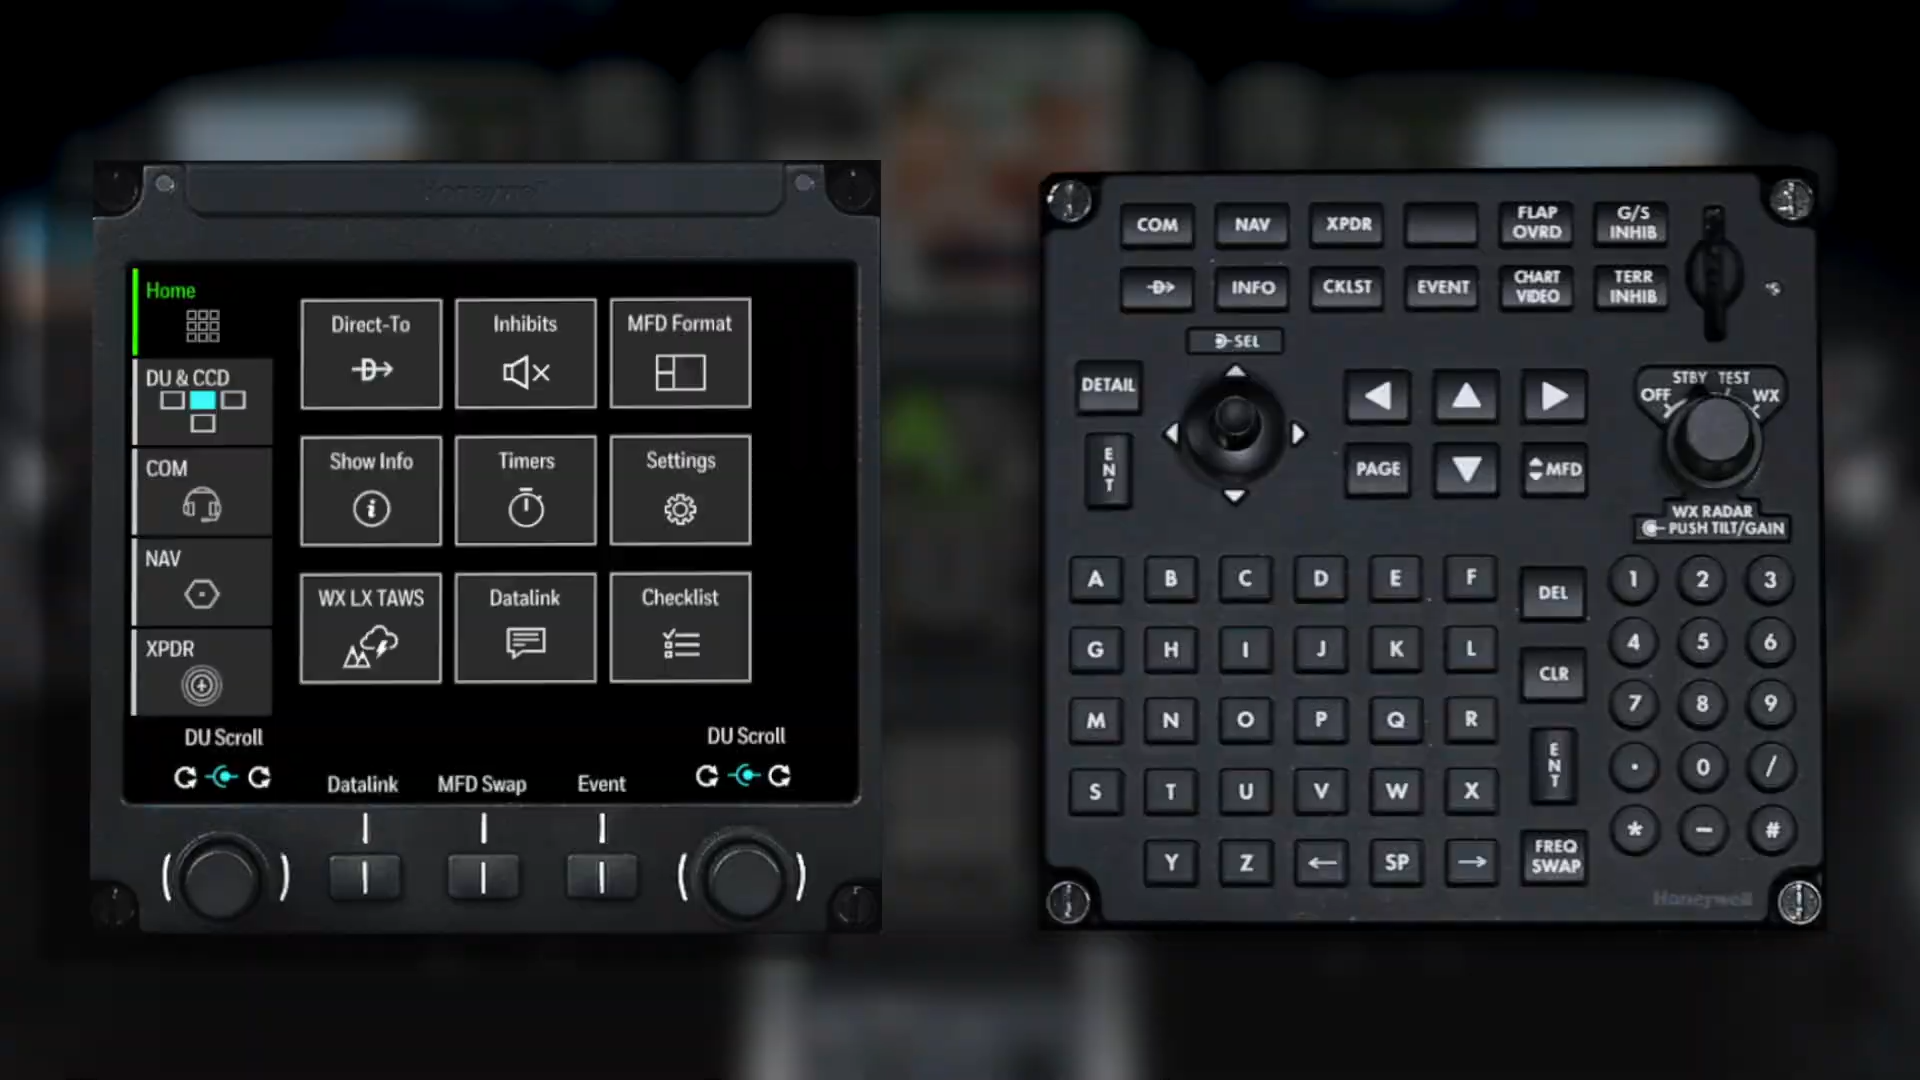 Honeywell
Home
DU & CCD
COM
NAV
XPDR
Direct-To
Inhibits
MFD Format
Show Info
Timers
Settings
WX LX TAWS
Datalink
Checklist
DU Scroll
DU Scroll
Datalink
MFD Swap
Event
COM
NAV
XPDR
FLAP
OVRD
G/S
INHIB
D
INFO
CKLST
EVENT
CHART
VIDEO
TERR
INHIB
SEL
DETAIL
ENT
PAGE
MFD
OFF
STBY
TEST
WX
WX RADAR
PUSH TILT/GAIN
A B C D E F
G H I J K L
M N O P Q R
S T U V W X
Y Z ← SP →
DEL
CLR
ENT
FREQ
SWAP
1 2 3
4 5 6
7 8 9
· 0 /
* − #
Honeywell